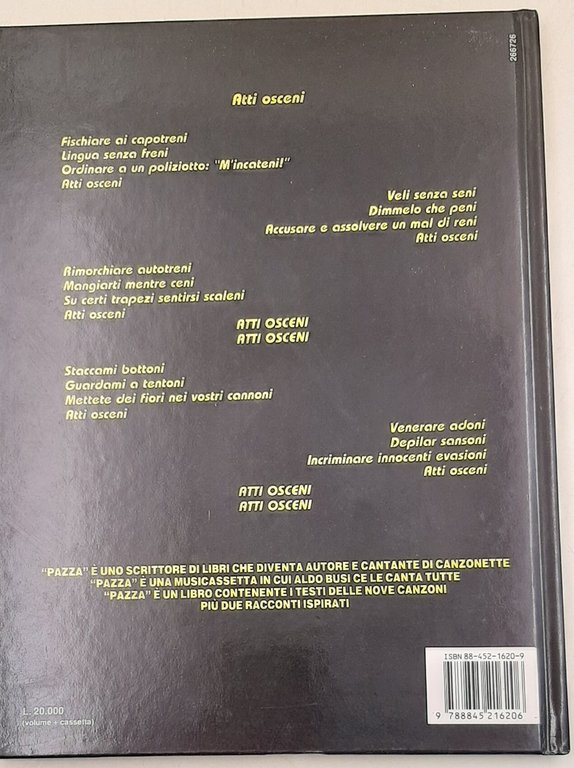 266726
Atti osceni
Fischiare ai capotreni
Lingua senza freni
Ordinare a un poliziotto: "M'incateni!"
Atti osceni
Veli senza seni
Dimmelo che peni
Accusare e assolvere un mal di reni
Atti osceni
Rimorchiare autotreni
Mangiarti mentre ceni
Su certi trapezi sentirsi scaleni
Atti osceni
ATTI OSCENI
ATTI OSCENI
Staccami bottoni
Guardami a tentoni
Mettete dei fiori nei vostri cannoni
Atti osceni
Venerare adoni
Depilar sansoni
Incriminare innocenti evasioni
Atti osceni
ATTI OSCENI
ATTI OSCENI
"PAZZA" È UNO SCRITTORE DI LIBRI CHE DIVENTA AUTORE E CANTANTE DI CANZONETTE
"PAZZA" È UNA MUSICASSETTA IN CUI ALDO BUSI CE LE CANTA TUTTE
"PAZZA" È UN LIBRO CONTENENTE I TESTI DELLE NOVE CANZONI
PIÙ DUE RACCONTI ISPIRATI
ISBN 88-452-1620-9
9 788845 216206
L. 20.000
(volume + cassetta)